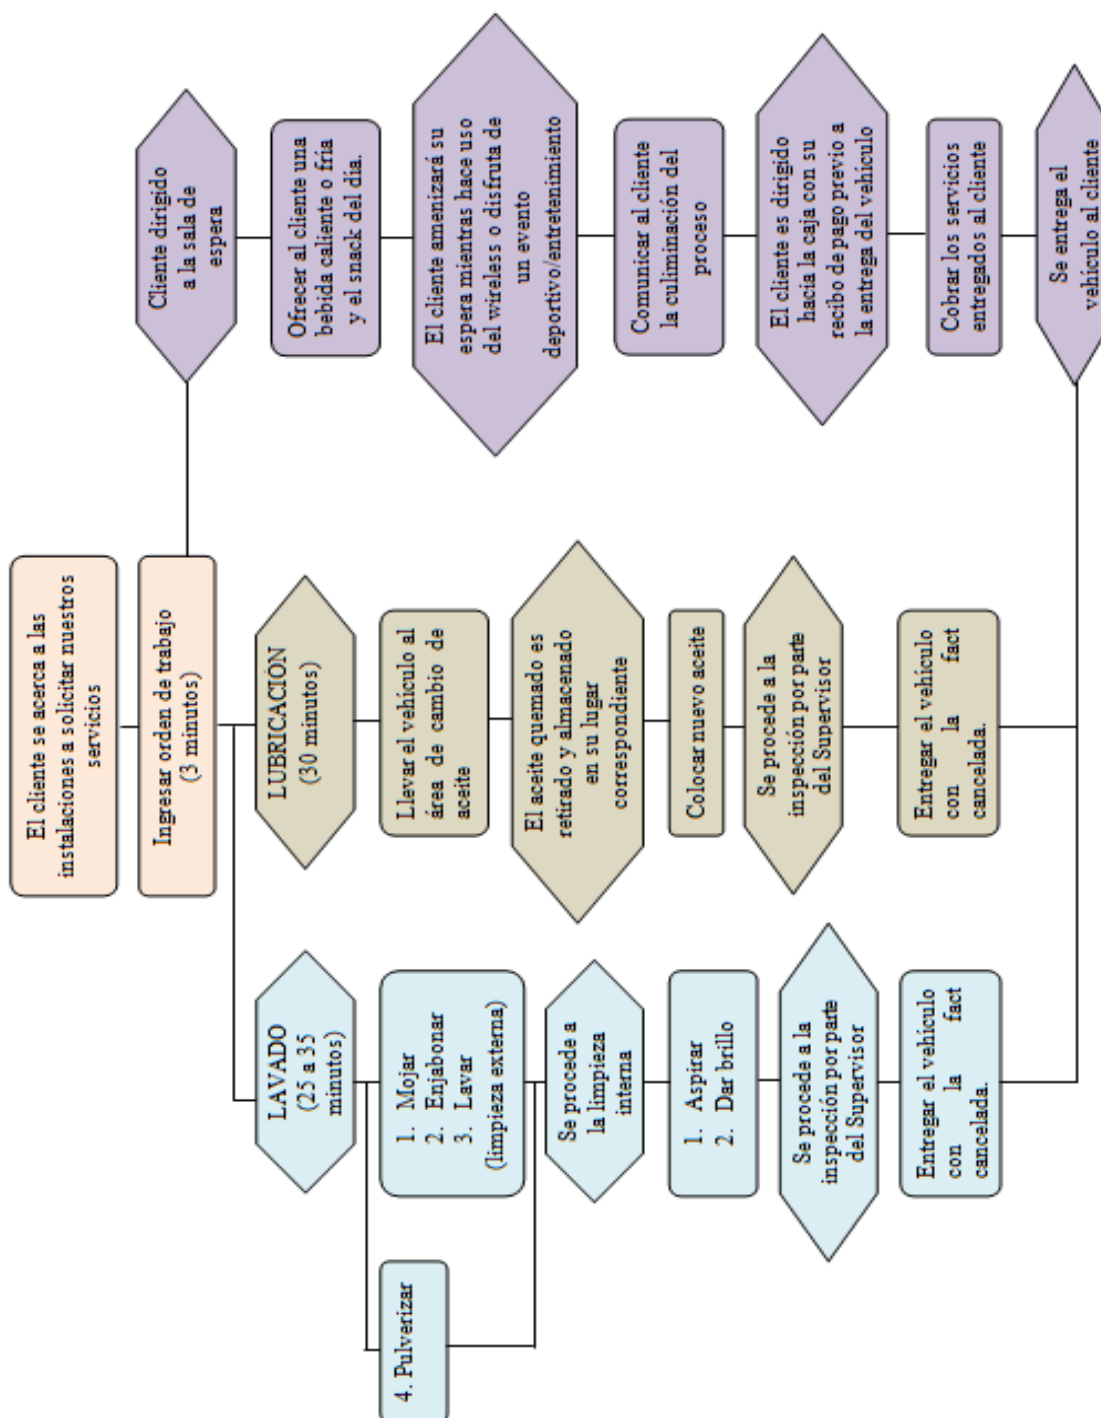 El cliente se acerca a las
instalaciones a solicitar nuestros
servicios
Ingresar orden de trabajo
(3 minutos)
LAVADO
(25 a 35
minutos)
1. Mojar
2. Enjabonar
3. Lavar
(limpieza externa)
4. Pulverizar
Se procede a
la limpieza
interna
1. Aspirar
2. Dar brillo
Se procede a la
inspección por parte
del Supervisor
Entregar el vehículo
con la fact
cancelada.
LUBRICACIÓN
(30 minutos)
Llevar el vehículo al
área de cambio de
aceite
El aceite quemado es
retirado y almacenado
en su lugar
correspondiente
Colocar nuevo aceite
Se procede a la
inspección por parte
del Supervisor
Entregar el vehículo
con la fact
cancelada.
Cliente dirigido
a la sala de
espera
Ofrecer al cliente una
bebida caliente o fría
y el snack del día.
El cliente amenizará su
espera mientras hace uso
del wireless o disfruta de
un evento
deportivo/entretenimiento
Comunicar al cliente
la culiminación del
proceso
El cliente es dirigido
hacia la caja con su
recibo de pago previo a
la entrega del vehículo
Cobrar los servicios
entregados al cliente
Se entrega el
vehículo al cliente